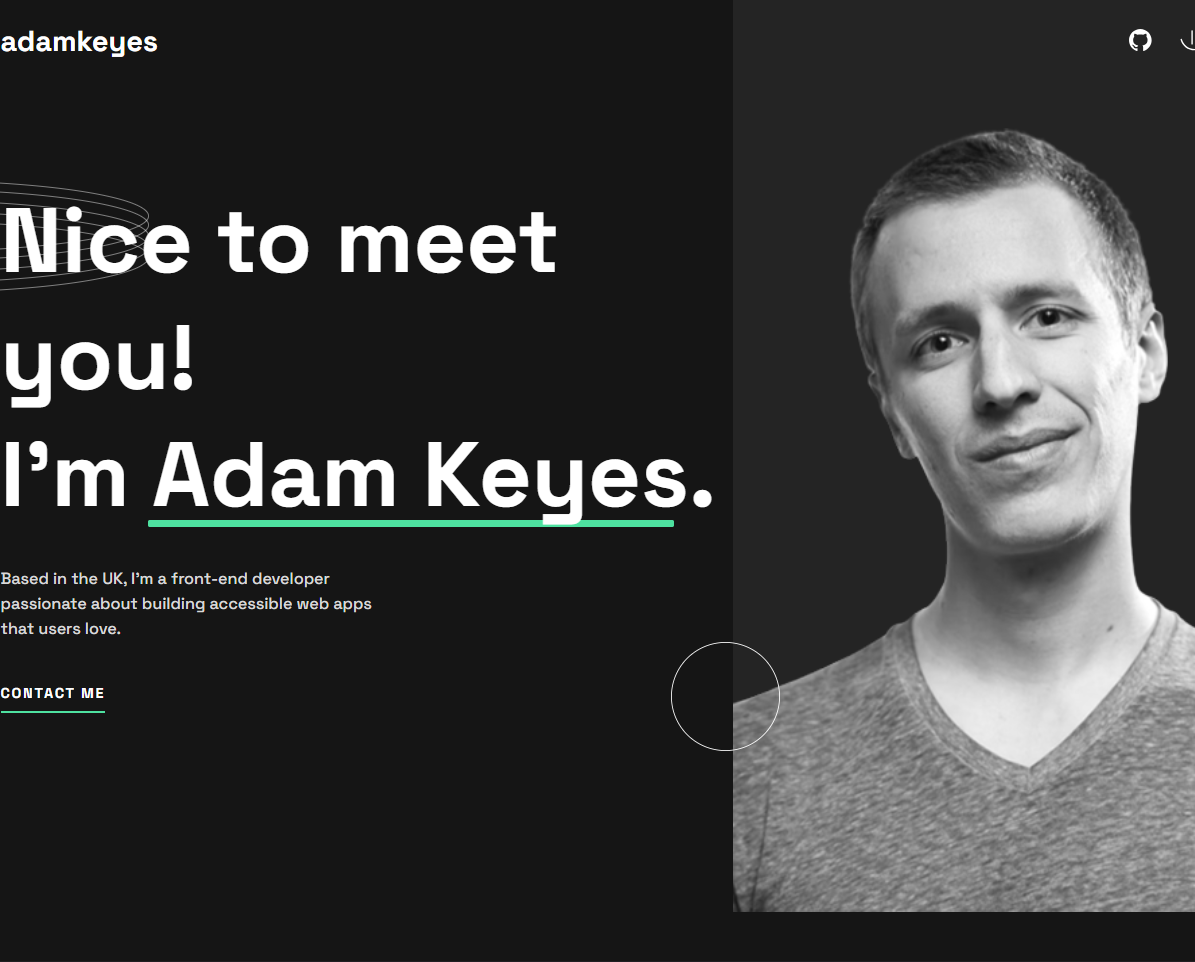 adamkeyes
Nice to meet
you!
I’m Adam Keyes.
Based in the UK, I’m a front-end developer
passionate about building accessible web apps
that users love.
CONTACT ME